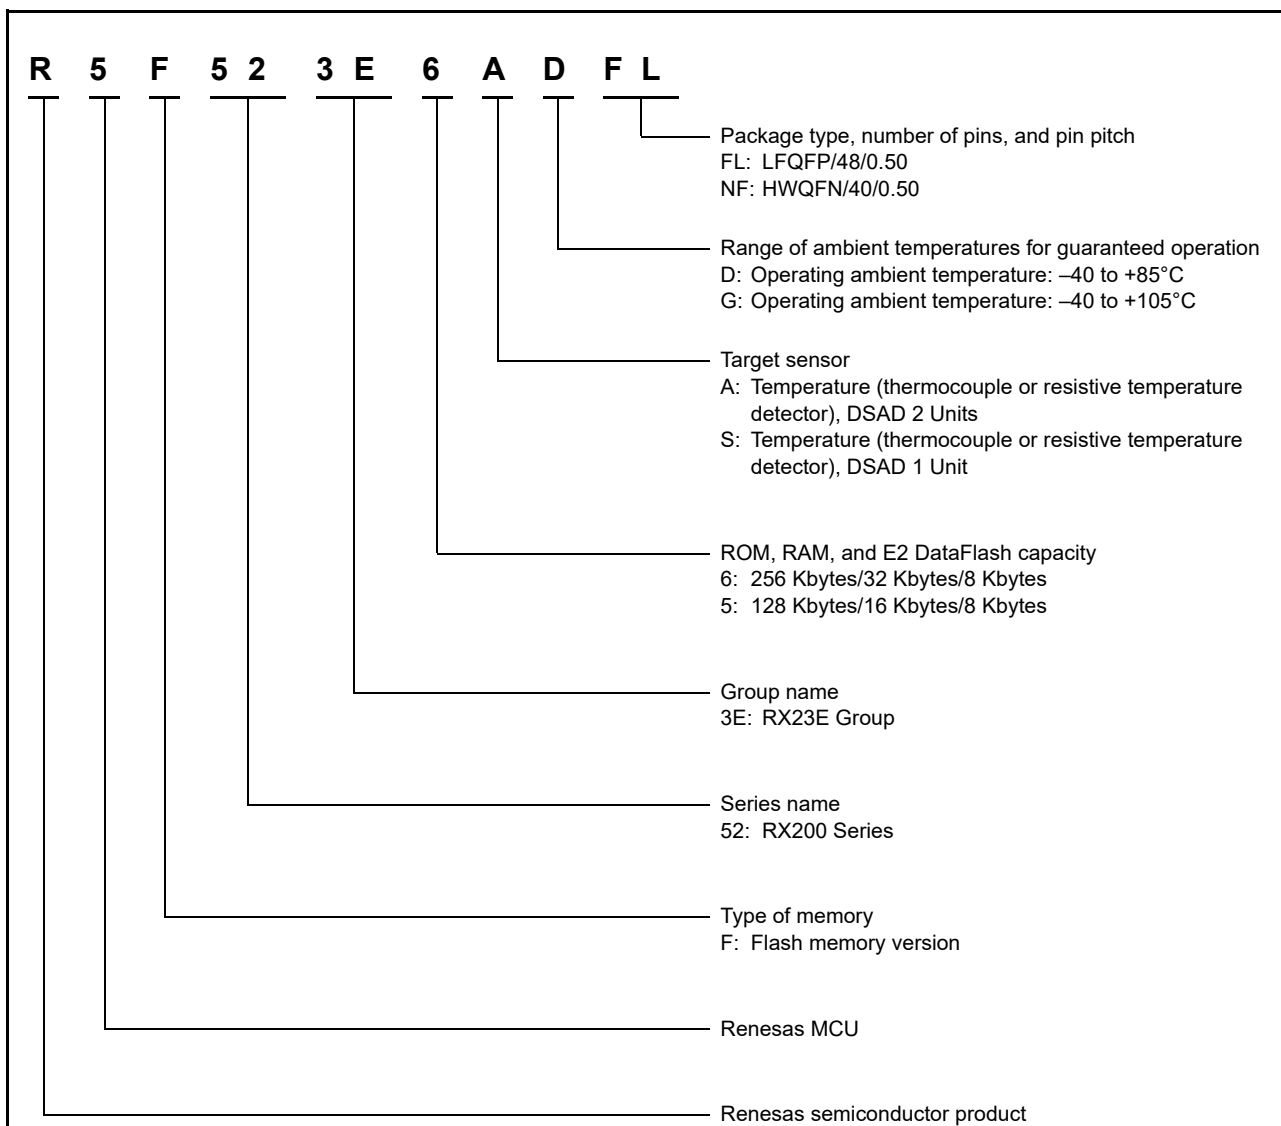 R 5 F 5 2 3 E 6 A D F L
Package type, number of pins, and pin pitch
FL: LFQFP/48/0.50
NF: HWQFN/40/0.50
Range of ambient temperatures for guaranteed operation
D: Operating ambient temperature: –40 to +85°C
G: Operating ambient temperature: –40 to +105°C
Target sensor
A: Temperature (thermocouple or resistive temperature
detector), DSAD 2 Units
S: Temperature (thermocouple or resistive temperature
detector), DSAD 1 Unit
ROM, RAM, and E2 DataFlash capacity
6: 256 Kbytes/32 Kbytes/8 Kbytes
5: 128 Kbytes/16 Kbytes/8 Kbytes
Group name
3E: RX23E Group
Series name
52: RX200 Series
Type of memory
F: Flash memory version
Renesas MCU
Renesas semiconductor product